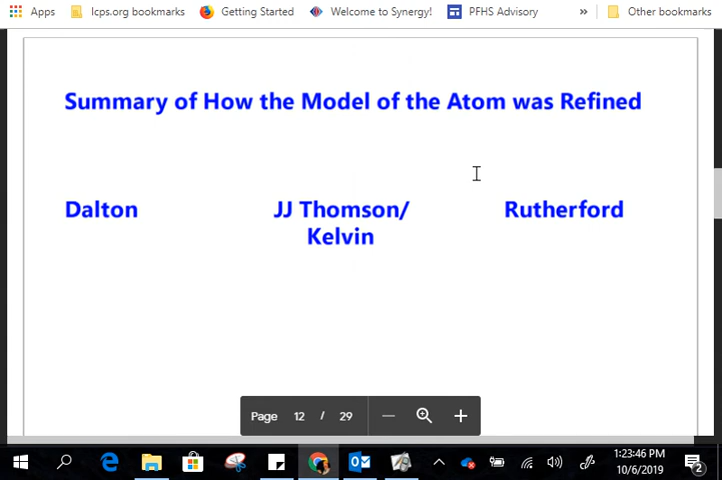 Apps lcps.org bookmarks Getting Started Welcome to Synergy! PFHS Advisory » Other bookmarks
Summary of How the Model of the Atom was Refined
Dalton JJ Thomson/ Rutherford
Kelvin
Page 12 / 29
1:23:46 PM
10/6/2019
2